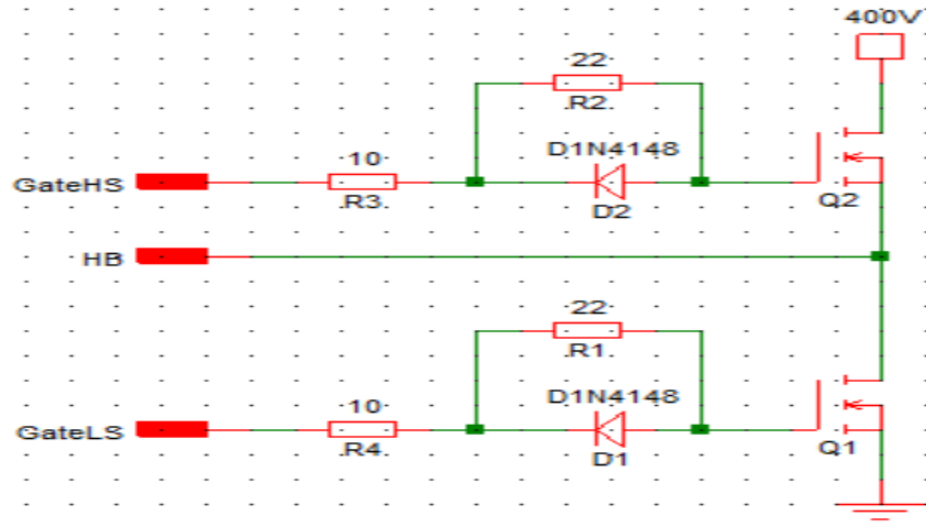 400V
22
R2
D1N4148
10
GateHS
R3
D2
Q2
HB
22
R1
D1N4148
10
GateLS
R4
D1
Q1